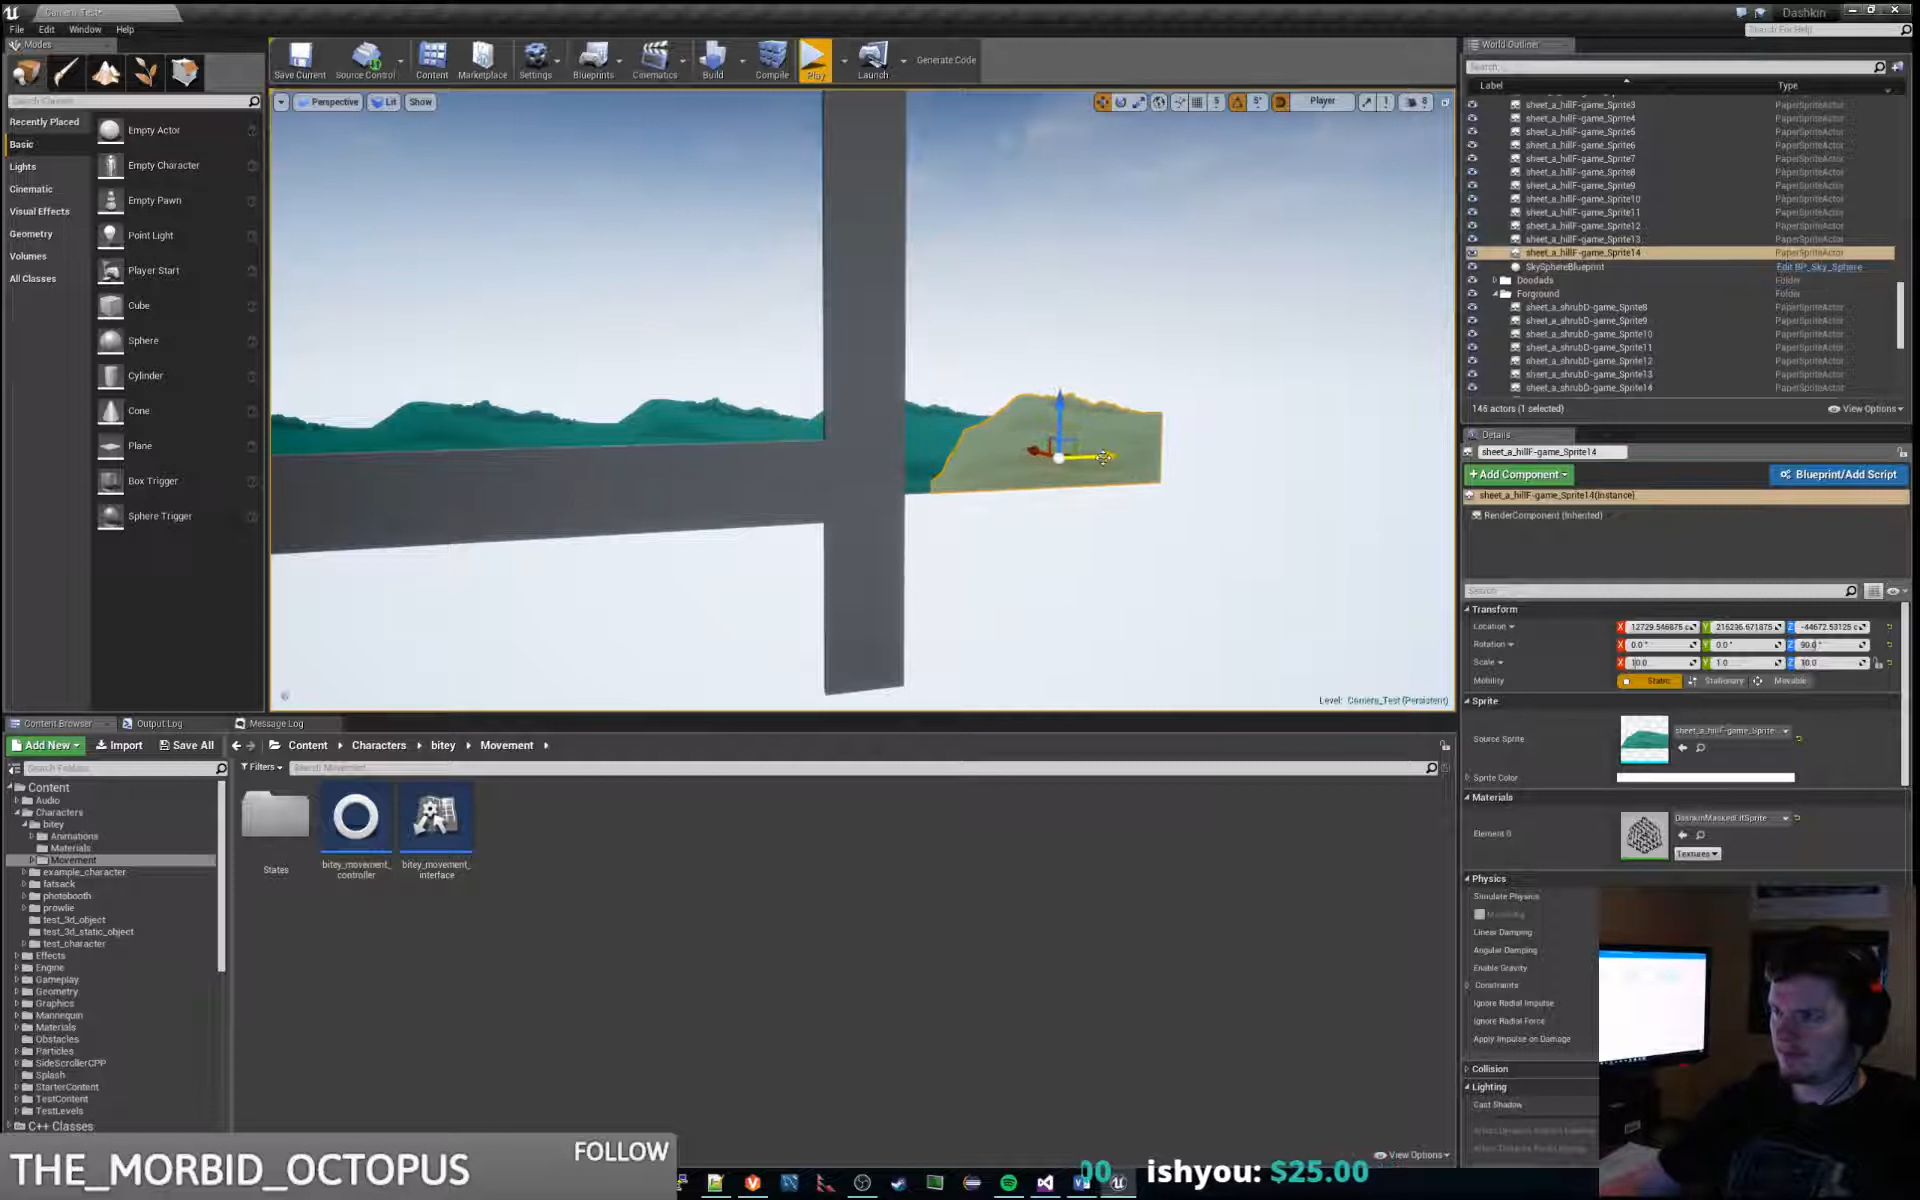 Camera_Test*
Dashkin
File Edit Window Help
Search For Help
Modes
World Outliner
Save Current Source Control Content Marketplace Settings Blueprints Cinematics Build Compile Play Launch Generate Code
Search Classes
Search...
Label Type
Perspective Lit Show
5 5° Player 1 8
Recently Placed
Basic
Lights
Cinematic
Visual Effects
Geometry
Volumes
All Classes
Empty Actor
Empty Character
Empty Pawn
Point Light
Player Start
Cube
Sphere
Cylinder
Cone
Plane
Box Trigger
Sphere Trigger
sheet_a_hillF-game_Sprite3 PaperSpriteActor
sheet_a_hillF-game_Sprite4 PaperSpriteActor
sheet_a_hillF-game_Sprite5 PaperSpriteActor
sheet_a_hillF-game_Sprite6 PaperSpriteActor
sheet_a_hillF-game_Sprite7 PaperSpriteActor
sheet_a_hillF-game_Sprite8 PaperSpriteActor
sheet_a_hillF-game_Sprite9 PaperSpriteActor
sheet_a_hillF-game_Sprite10 PaperSpriteActor
sheet_a_hillF-game_Sprite11 PaperSpriteActor
sheet_a_hillF-game_Sprite12 PaperSpriteActor
sheet_a_hillF-game_Sprite13 PaperSpriteActor
sheet_a_hillF-game_Sprite14 PaperSpriteActor
SkySphereBlueprint Edit BP_Sky_Sphere
Doodads Folder
Forground Folder
sheet_a_shrubD-game_Sprite8 PaperSpriteActor
sheet_a_shrubD-game_Sprite9 PaperSpriteActor
sheet_a_shrubD-game_Sprite10 PaperSpriteActor
sheet_a_shrubD-game_Sprite11 PaperSpriteActor
sheet_a_shrubD-game_Sprite12 PaperSpriteActor
sheet_a_shrubD-game_Sprite13 PaperSpriteActor
sheet_a_shrubD-game_Sprite14 PaperSpriteActor
146 actors (1 selected) View Options
Details
sheet_a_hillF-game_Sprite14
+ Add Component Blueprint/Add Script
sheet_a_hillF-game_Sprite14(Instance)
RenderComponent (Inherited)
Search
Transform
Location X 12729.546875 Y 216236.671875 Z -44672.53125
Rotation X 0.0° Y 0.0° Z 90.0°
Scale X 10.0 Y 1.0 Z 10.0
Mobility Static Stationary Movable
Sprite
Source Sprite sheet_a_hillF-game_Sprite
Sprite Color
Materials
Element 0 DashkinMaskedLitSprite
Textures
Physics
Simulate Physics
Linear Damping
Angular Damping
Enable Gravity
Constraints
Ignore Radial Impulse
Ignore Radial Force
Apply Impulse on Damage
Collision
Lighting
Cast Shadow
Level: Camera_Test (Persistent)
Content Browser Output Log Message Log
Add New Import Save All Content Characters bitey Movement
Search Folders Filters Search Movement
Content
Audio
Characters
bitey
Animations
Materials
Movement
example_character
fatsack
photobooth
prowlie
test_3d_object
test_3d_static_object
test_character
Effects
Engine
Gameplay
Geometry
Graphics
Mannequin
Materials
Obstacles
Particles
SideScrollerCPP
Splash
StarterContent
TestContent
TestLevels
C++ Classes
States
bitey_movement_
controller
bitey_movement_
interface
View Options
THE_MORBID_OCTOPUS FOLLOW
00 ishyou: $25.00